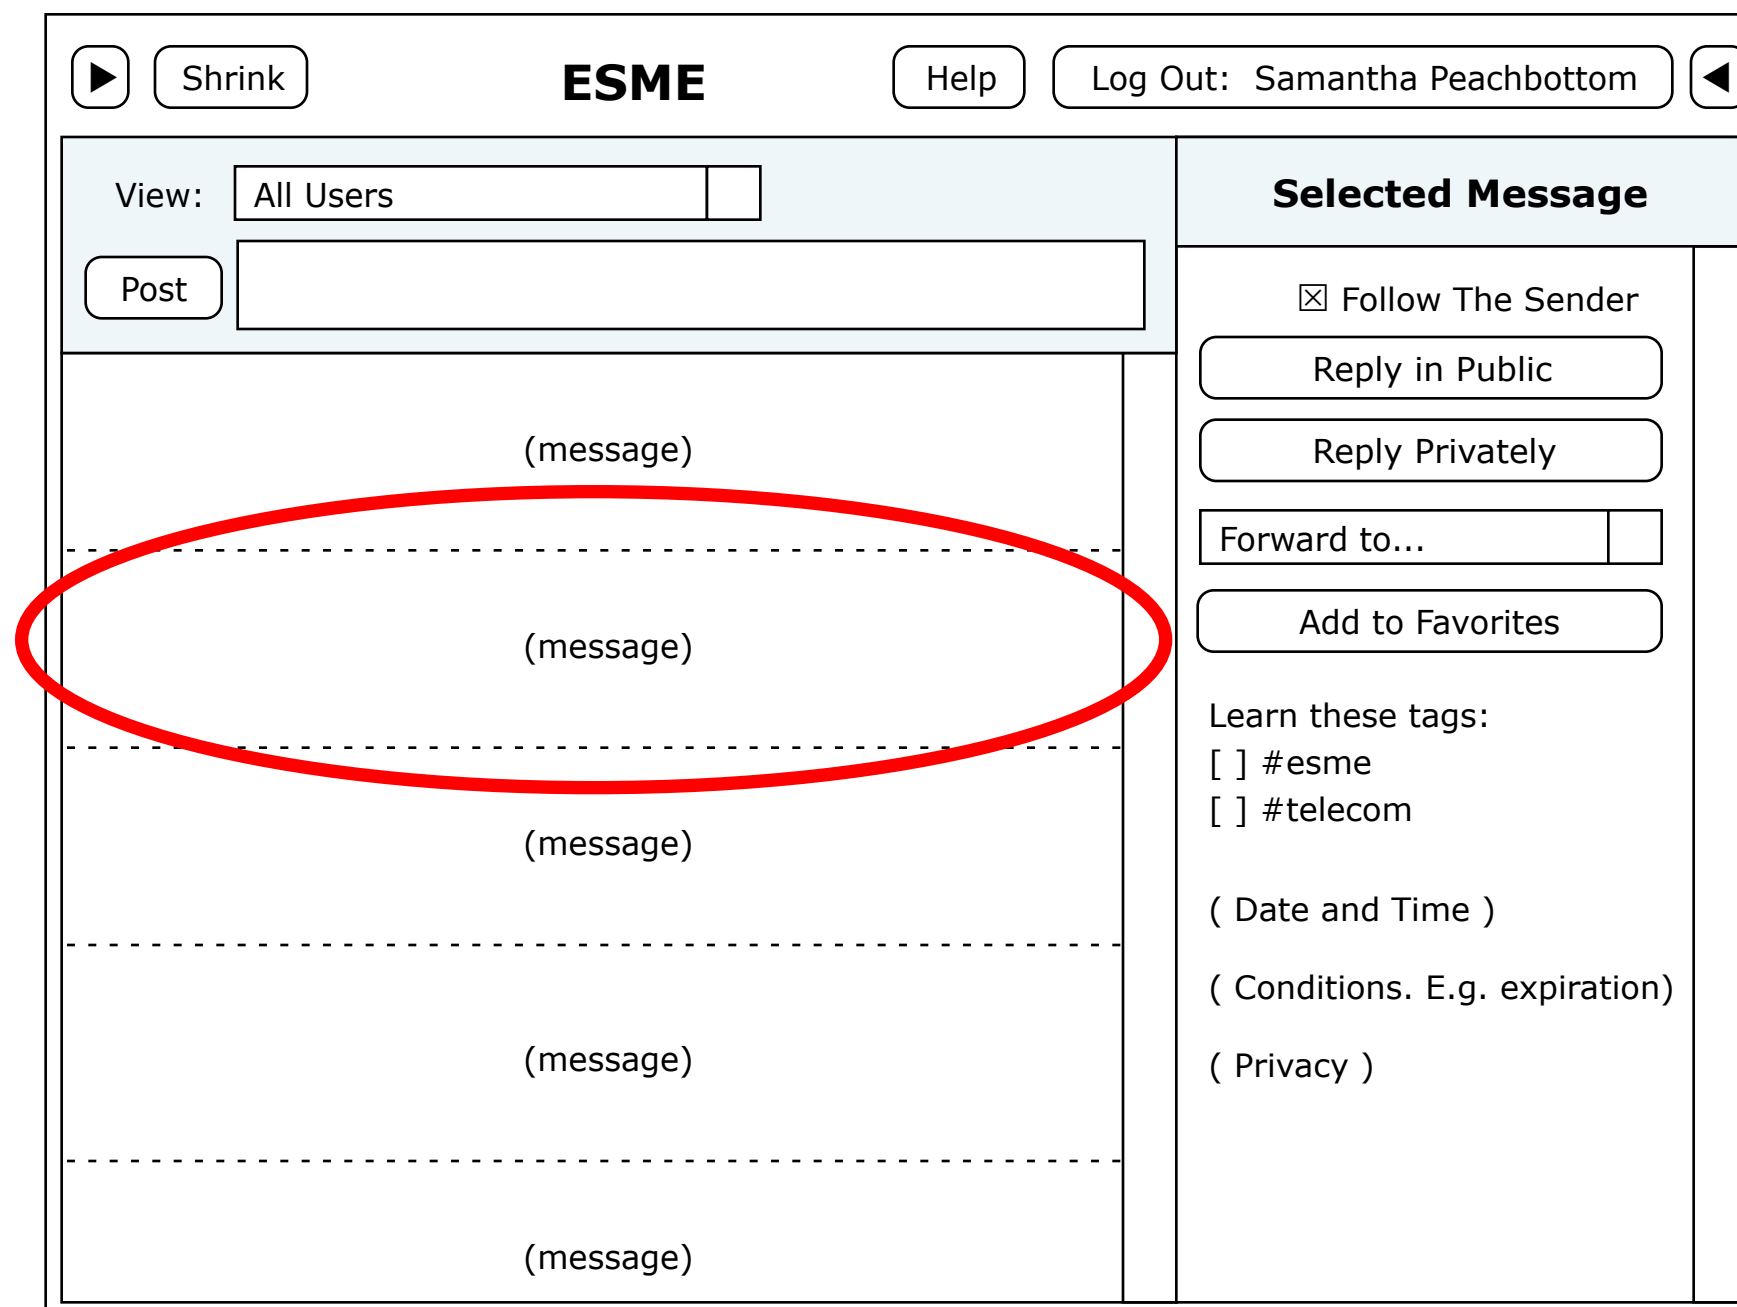 Shrink ESME Help Log Out: Samantha Peachbottom
View: All Users
Post
(message)
(message)
(message)
(message)
(message)
Selected Message
☒ Follow The Sender
Reply in Public
Reply Privately
Forward to...
Add to Favorites
Learn these tags:
[ ] #esme
[ ] #telecom
( Date and Time )
( Conditions. E.g. expiration)
( Privacy )